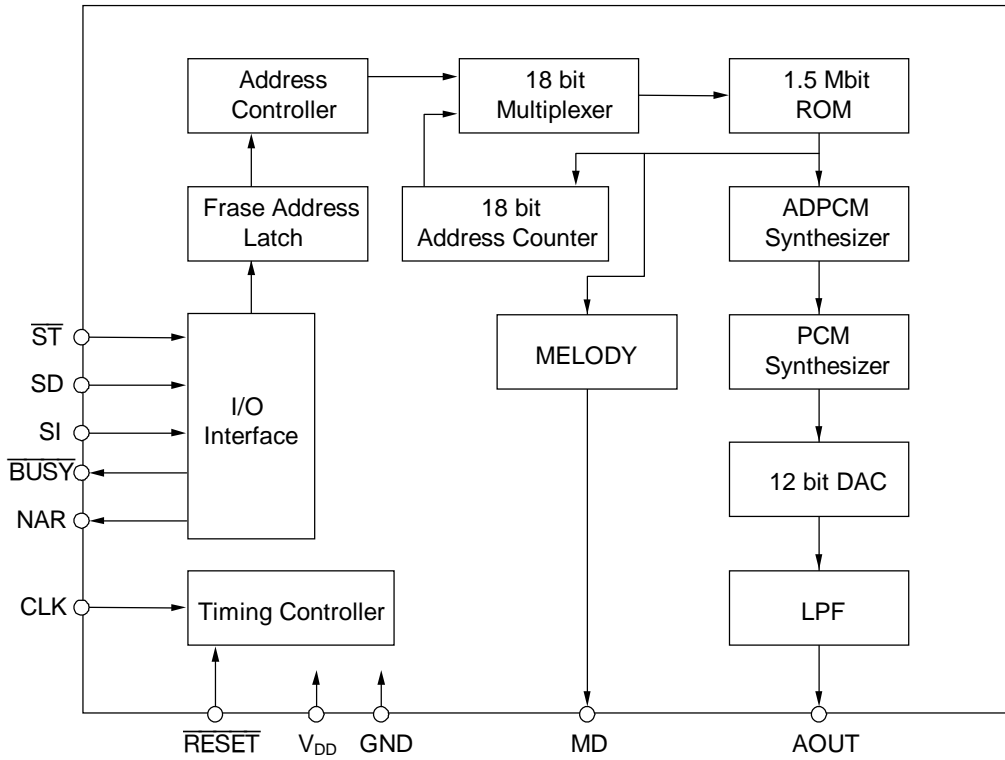 Address
Controller
18 bit
Multiplexer
1.5 Mbit
ROM
Frase Address
Latch
18 bit
Address Counter
ADPCM
Synthesizer
ST
SD
SI
BUSY
NAR
I/O
Interface
MELODY
PCM
Synthesizer
12 bit DAC
CLK
Timing Controller
LPF
RESET
VDD
GND
MD
AOUT